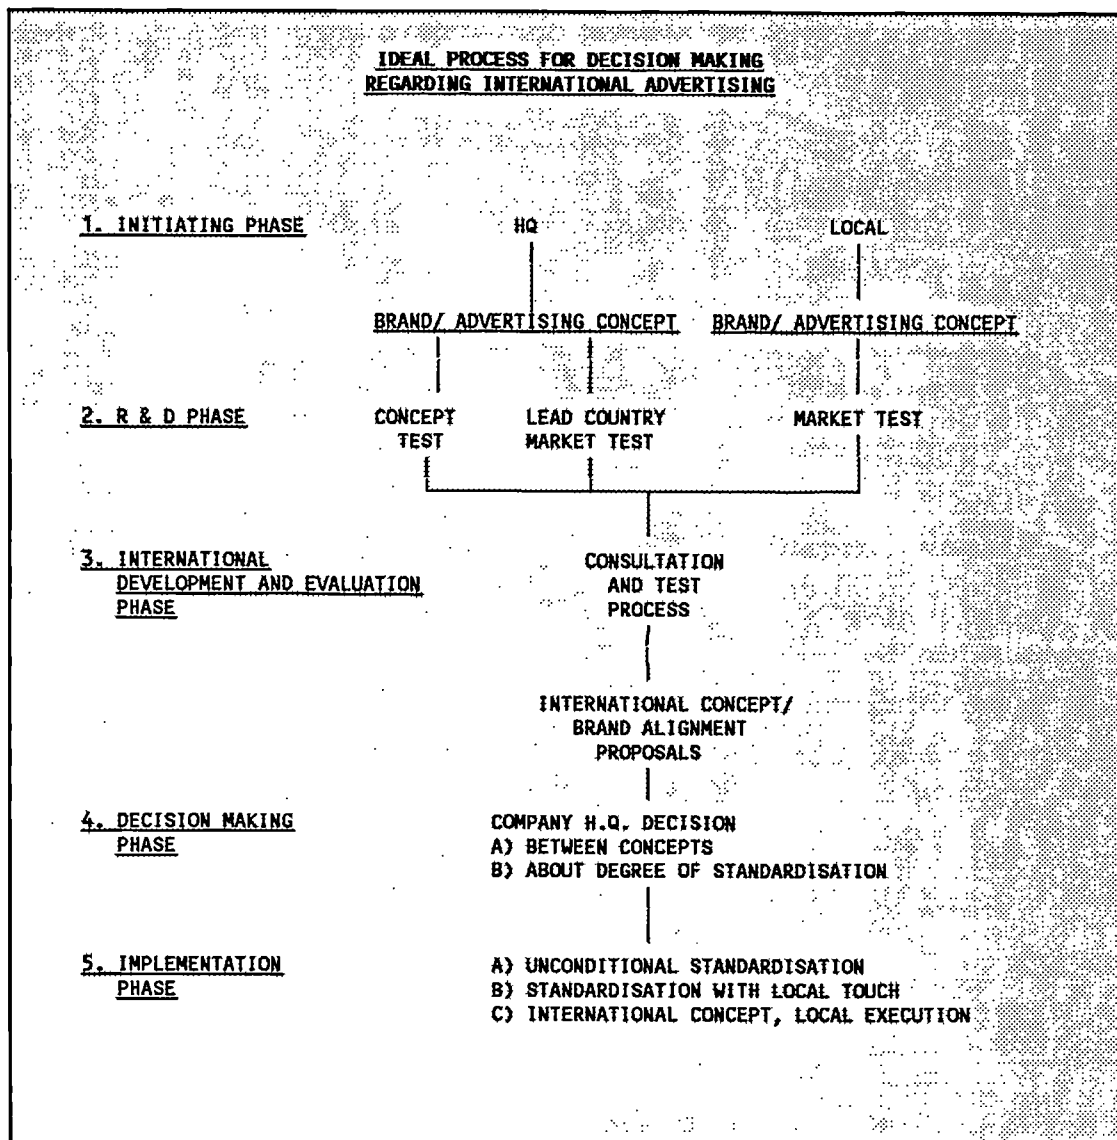 IDEAL PROCESS FOR DECISION MAKING
REGARDING INTERNATIONAL ADVERTISING
1. INITIATING PHASE
HQ
LOCAL
BRAND/ ADVERTISING CONCEPT
BRAND/ ADVERTISING CONCEPT
2. R & D PHASE
CONCEPT
TEST
LEAD COUNTRY
MARKET TEST
MARKET TEST
3. INTERNATIONAL
DEVELOPMENT AND EVALUATION
PHASE
CONSULTATION
AND TEST
PROCESS
INTERNATIONAL CONCEPT/
BRAND ALIGNMENT
PROPOSALS
4. DECISION MAKING
PHASE
COMPANY H.Q. DECISION
A) BETWEEN CONCEPTS
B) ABOUT DEGREE OF STANDARDISATION
5. IMPLEMENTATION
PHASE
A) UNCONDITIONAL STANDARDISATION
B) STANDARDISATION WITH LOCAL TOUCH
C) INTERNATIONAL CONCEPT, LOCAL EXECUTION